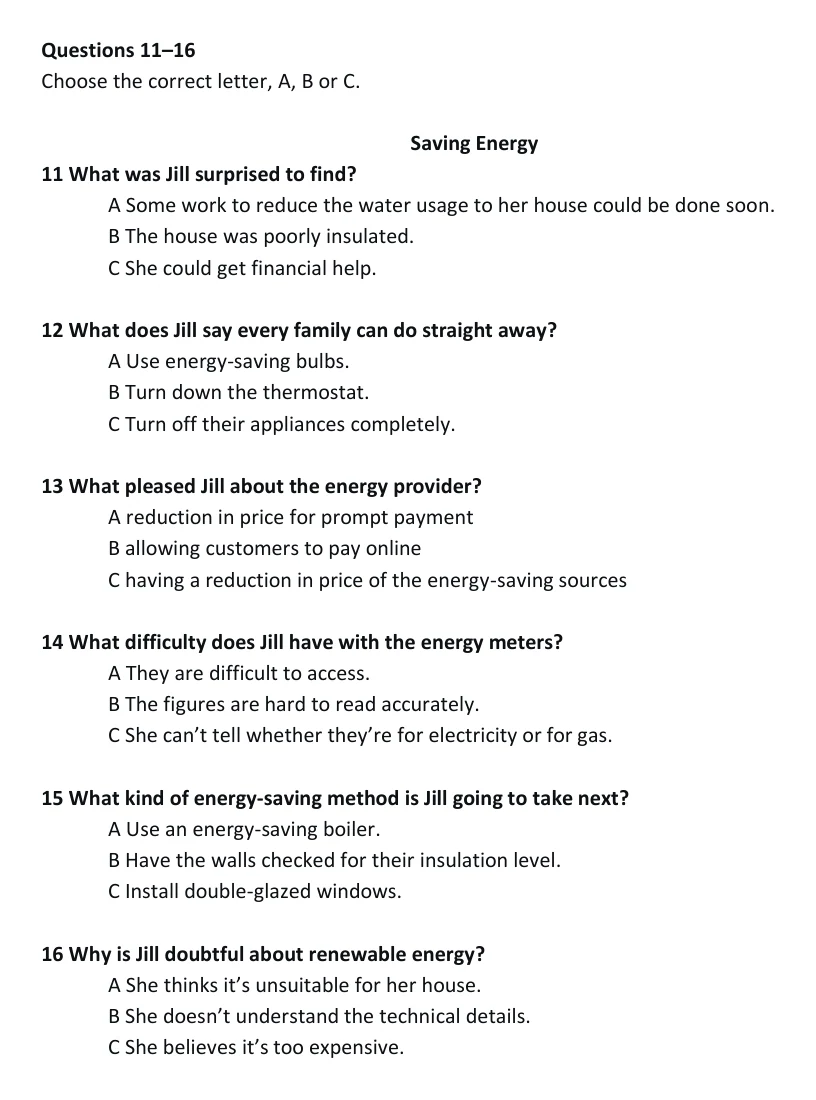 Questions 11–16
Choose the correct letter, A, B or C.
Saving Energy
11 What was Jill surprised to find?
A Some work to reduce the water usage to her house could be done soon.
B The house was poorly insulated.
C She could get financial help.
12 What does Jill say every family can do straight away?
A Use energy-saving bulbs.
B Turn down the thermostat.
C Turn off their appliances completely.
13 What pleased Jill about the energy provider?
A reduction in price for prompt payment
B allowing customers to pay online
C having a reduction in price of the energy-saving sources
14 What difficulty does Jill have with the energy meters?
A They are difficult to access.
B The figures are hard to read accurately.
C She can’t tell whether they’re for electricity or for gas.
15 What kind of energy-saving method is Jill going to take next?
A Use an energy-saving boiler.
B Have the walls checked for their insulation level.
C Install double-glazed windows.
16 Why is Jill doubtful about renewable energy?
A She thinks it’s unsuitable for her house.
B She doesn’t understand the technical details.
C She believes it’s too expensive.